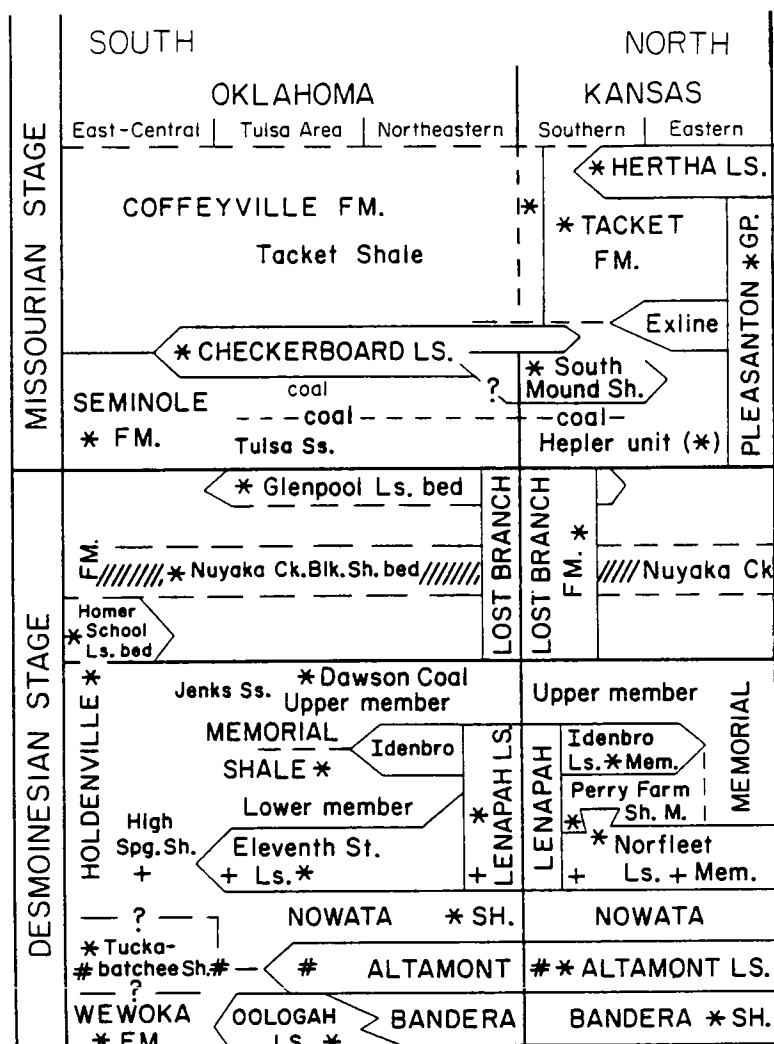 SOUTH NORTH
OKLAHOMA KANSAS
East-Central Tulsa Area Northeastern Southern Eastern
MISSOURIAN STAGE
* HERTHA LS.
COFFEYVILLE FM.
Tacket Shale
*
* TACKET
FM.
PLEASANTON * GP.
Exline
* CHECKERBOARD LS.
* South
Mound Sh.
?
SEMINOLE
* FM.
coal
coal
coal
Tulsa Ss.
Hepler unit (*)
DESMOINESIAN STAGE
* Glenpool Ls. bed
LOST BRANCH
LOST BRANCH
FM. *
HOLDENVILLE * FM.
* Nuyaka Ck. Blk. Sh. bed
Nuyaka Ck
Homer
* School
Ls. bed
Jenks Ss.
* Dawson Coal
Upper member
Upper member
MEMORIAL
SHALE *
Idenbro
LENAPAH LS.
*
+
LENAPAH
Idenbro
Ls. * Mem.
MEMORIAL
Perry Farm
Sh. M.
*
Lower member
High
Spg. Sh.
+
Eleventh St.
+ Ls. *
* Norfleet
+ Ls. + Mem.
?
NOWATA * SH.
NOWATA
* Tucka-
# batchee Sh. #
# ALTAMONT
# * ALTAMONT LS.
?
WEWOKA
* FM.
OOLOGAH
LS. *
BANDERA
BANDERA * SH.